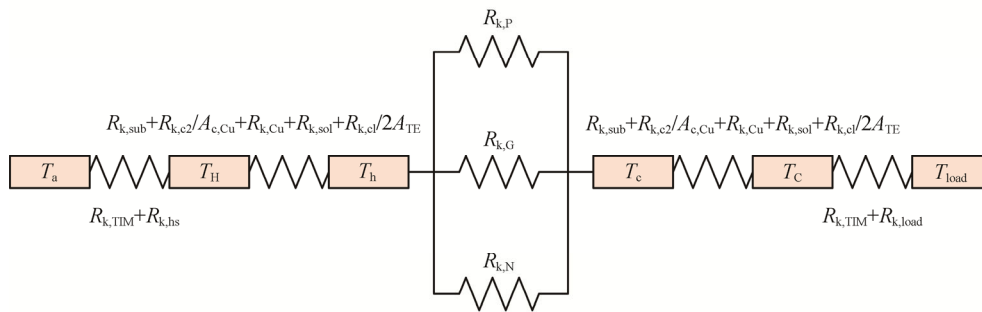 R_k,P
R_k,sub+R_k,c2/A_c,Cu+R_k,Cu+R_k,sol+R_k,cl/2A_TE
R_k,G
R_k,sub+R_k,c2/A_c,Cu+R_k,Cu+R_k,sol+R_k,cl/2A_TE
T_a
T_H
T_h
T_c
T_C
T_load
R_k,TIM+R_k,hs
R_k,TIM+R_k,load
R_k,N